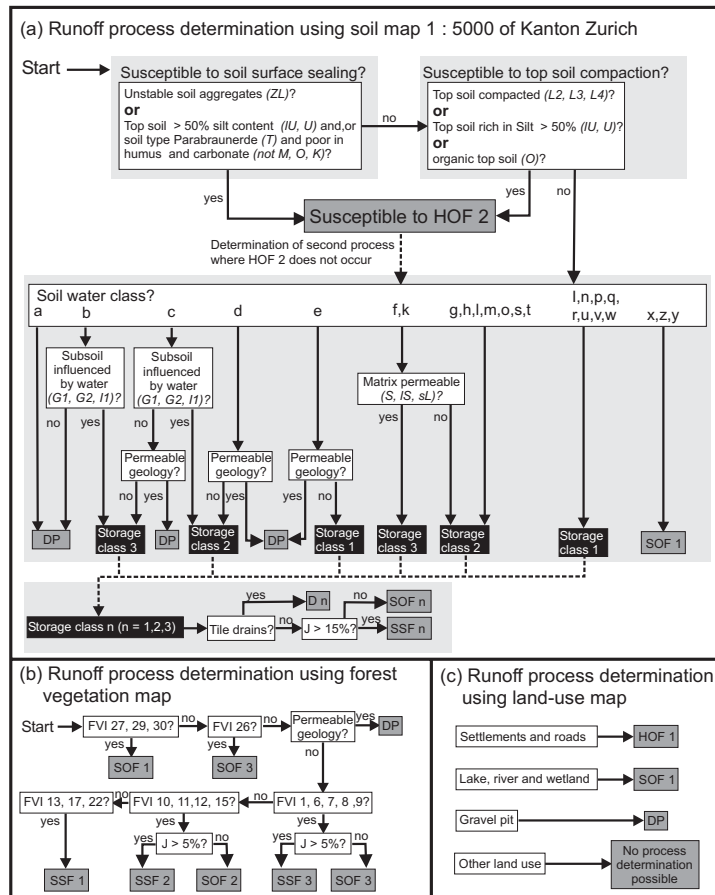 (a) Runoff process determination using soil map 1 : 5000 of Kanton Zurich
Start
Susceptible to soil surface sealing?
Unstable soil aggregates (ZL)?
or
Top soil > 50% silt content (IU, U) and,or
soil type Parabraunerde (T) and poor in
humus and carbonate (not M, O, K)?
no
Susceptible to top soil compaction?
Top soil compacted (L2, L3, L4)?
or
Top soil rich in Silt > 50% (IU, U)?
or
organic top soil (O)?
yes
yes
no
Susceptible to HOF 2
Determination of second process
where HOF 2 does not occur
Soil water class?
a
b
c
d
e
f,k
g,h,l,m,o,s,t
l,n,p,q,
r,u,v,w
x,z,y
Subsoil
influenced
by water
(G1, G2, I1)?
Subsoil
influenced
by water
(G1, G2, I1)?
Matrix permeable
(S, lS, sL)?
no
yes
no
yes
yes
no
Permeable
geology?
Permeable
geology?
Permeable
geology?
no
yes
no
yes
yes
no
DP
Storage
class 3
DP
Storage
class 2
DP
Storage
class 1
Storage
class 3
Storage
class 2
Storage
class 1
SOF 1
Storage class n (n = 1,2,3)
Tile drains?
yes
D n
no
J > 15%?
no
SOF n
yes
SSF n
(b) Runoff process determination using forest
vegetation map
Start
FVI 27, 29, 30?
no
FVI 26?
no
Permeable
geology?
yes
DP
yes
SOF 1
yes
SOF 3
no
FVI 13, 17, 22?
no
FVI 10, 11,12, 15?
no
FVI 1, 6, 7, 8 ,9?
yes
yes
yes
yes
J > 5%?
no
yes
J > 5%?
no
SSF 1
SSF 2
SOF 2
SSF 3
SOF 3
(c) Runoff process determination
using land-use map
Settlements and roads
HOF 1
Lake, river and wetland
SOF 1
Gravel pit
DP
Other land use
No process
determination
possible